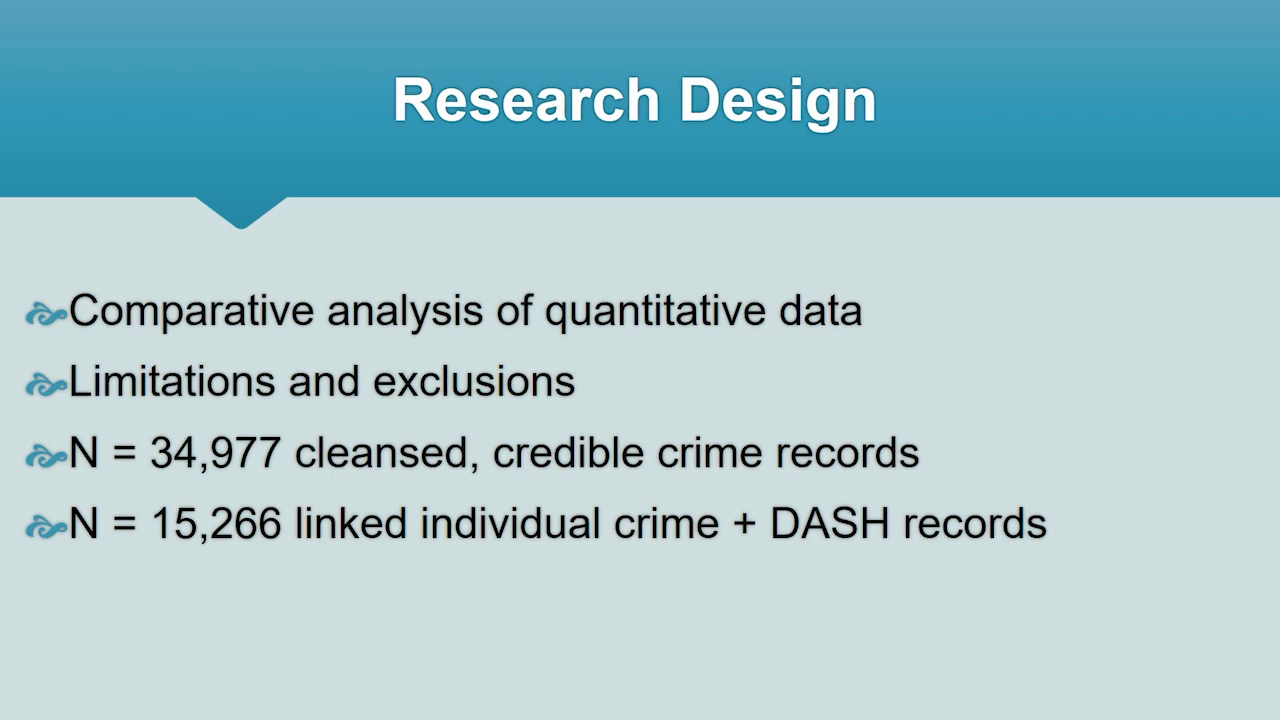 Research Design
Comparative analysis of quantitative data
Limitations and exclusions
N = 34,977 cleansed, credible crime records
N = 15,266 linked individual crime + DASH records